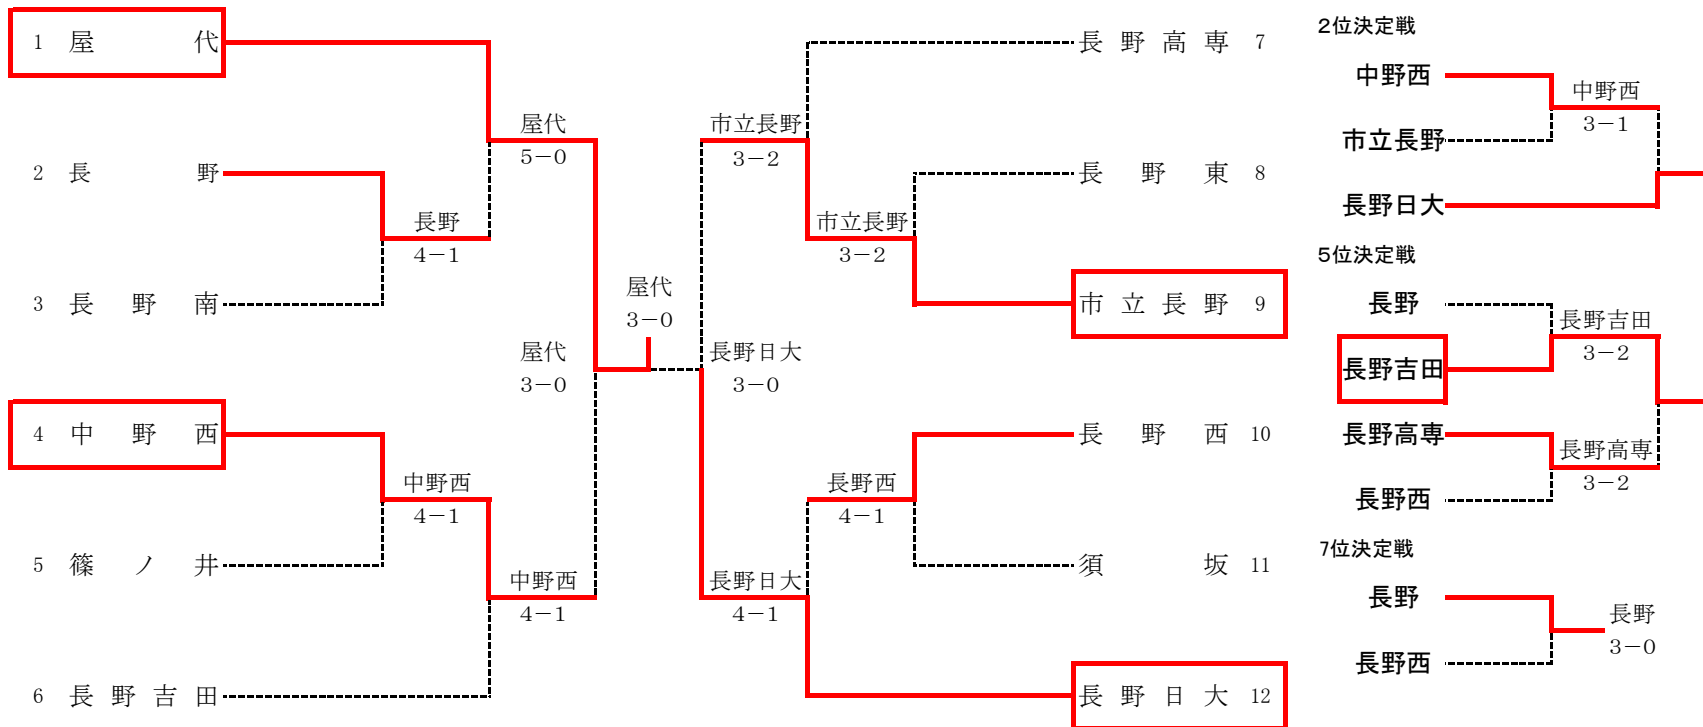 1 屋代
2 長野
3 長野南
4 中野西
5 篠ノ井
6 長野吉田
長野
4-1
中野西
4-1
屋代
5-0
中野西
4-1
屋代
3-0
屋代
3-0
長野日大
3-0
市立長野
3-2
長野日大
4-1
市立長野
3-2
長野西
4-1
長野高専 7
長野東 8
市立長野 9
長野西 10
須坂 11
長野日大 12
2位決定戦
中野西
市立長野
長野日大
中野西
3-1
5位決定戦
長野
長野吉田
長野高専
長野西
長野吉田
3-2
長野高専
3-2
7位決定戦
長野
長野西
長野
3-0